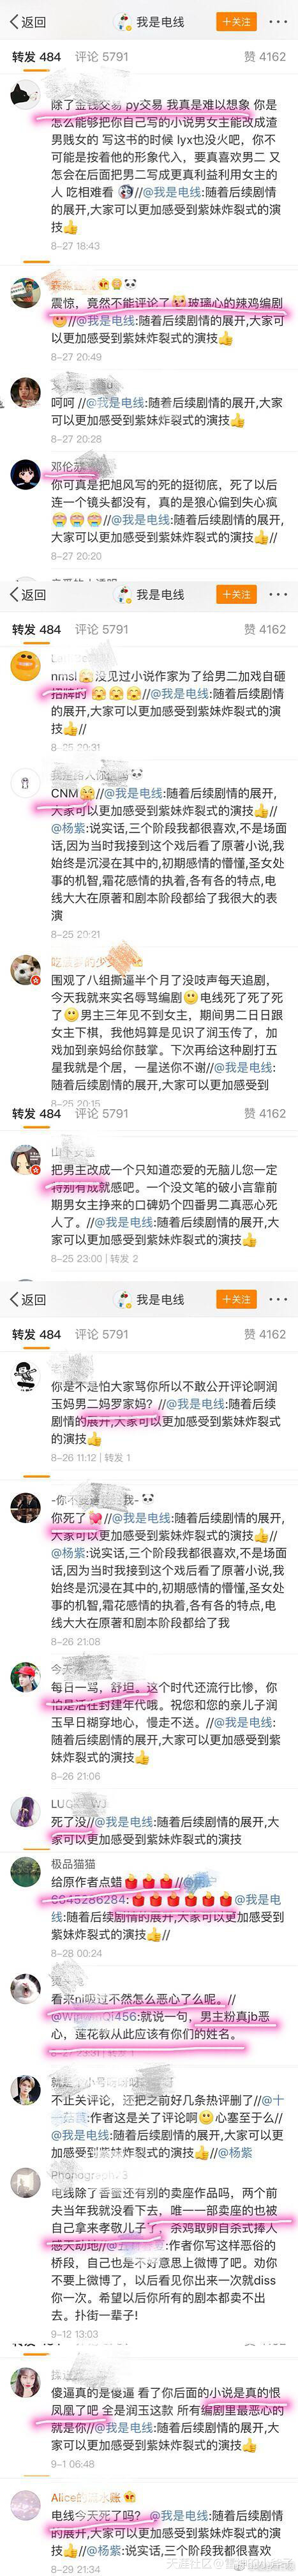 返回
我是电线
+关注
转发 484 评论 5791
赞 4162
除了金钱交易 py交易 我真是难以想象 你是
怎么能够把你自己写的小说男女主能改成渣
男贱女的 写这书的时候 lyx也没火吧，你不
可能是按着他的形象代入，要真喜欢男二 又
怎会在后面把男二写成更真利益利用女主的
人 吃相难看 //@我是电线:随着后续剧情
的展开,大家可以更加感受到紫妹炸裂式的演
技
8-27 18:43
震惊，竟然不能评论了 玻璃心的辣鸡编剧
//@我是电线:随着后续剧情的展开,大家可
以更加感受到紫妹炸裂式的演技
8-27 20:49
呵呵 //@我是电线:随着后续剧情的展开,大家
可以更加感受到紫妹炸裂式的演技
8-27 20:28
邓伦
你可真是把旭风写的死的挺彻底，死了以后
连一个镜头都没有，真的是狠心偏到失心疯
//@我是电线:随着后续剧情的展开,
大家可以更加感受到紫妹炸裂式的演技//
8-27 20:20
返回
我是电线
+关注
转发 484 评论 5791
赞 4162
nmsl 没见过小说作家为了给男二加戏自砸
招牌的 //@我是电线:随着后续剧情
的展开,大家可以更加感受到紫妹炸裂式的演
技//
8-25 20:31
CNM //@我是电线:随着后续剧情的展开,
大家可以更加感受到紫妹炸裂式的演技//
@杨紫:说实话,三个阶段我都很喜欢,不是场面
话,因为当时我接到这个戏后看了原著小说,我
始终是沉浸在其中的,初期感情的懵懂,圣女处
事的机智,霜花感情的执着,各有各的特点,电
线大大在原著和剧本阶段都给了我很大的表
演
8-25 20:21
围观了八组撕逼半个月了没吱声每天追剧，
今天我就来实名辱骂编剧 电线死了死了死
了 男主三年见不到女主，期间男二日日跟
女主下棋，我他妈算是见识了润玉传了，加
戏加到亲妈给你鼓掌。下次再给这种剧打五
星我就是个屁，一星送你不谢//@我是电线:
随着后续剧情的展开,大家可以更加感受到
8-25 20:15
转发 484 评论 5791
赞 4162
把男主改成一个只知道恋爱的无脑儿您一定
特别有成就感吧。一个没文笔的破小言靠前
期男女主挣来的口碑奶个四番男二真恶心死
人了。//@我是电线:随着后续剧情的展开,大
家可以更加感受到紫妹炸裂式的演技
8-25 23:00 | 转发 2
返回
我是电线
+关注
转发 484 评论 5791
赞 4162
你是不是怕大家骂你所以不敢公开评论啊润
玉妈男二妈罗家妈? //@我是电线:随着后续
剧情的展开,大家可以更加感受到紫妹炸裂式
的演技
8-26 11:12 | 转发 1
你死了 //@我是电线:随着后续剧情的展开,
大家可以更加感受到紫妹炸裂式的演技//
@杨紫:说实话,三个阶段我都很喜欢,不是场面
话,因为当时我接到这个戏后看了原著小说,我
始终是沉浸在其中的,初期感情的懵懂,圣女处
事的机智,霜花感情的执着,各有各的特点,电
线大大在原著和剧本阶段都给了我
8-26 21:08
每日一骂，舒坦。这个时代还流行比惨，你
怕是活在封建年代哦。祝您和您的亲儿子润
玉早日糊穿地心，慢走不送。//@我是电线:
随着后续剧情的展开,大家可以更加感受到紫
妹炸裂式的演技
8-26 21:06
死了没//@我是电线:随着后续剧情的展开,大
家可以更加感受到紫妹炸裂式的演技
极品猫猫
给原作者点蜡 //@
6945286284: @我是电
线:随着后续剧情的展开,大家可以更加感受到
紫妹炸裂式的演技//
8-28 00:24
看来ni吸过不然怎么恶心了么呢。//
就说一句，男主粉真jb恶
心，莲花教从此应该有你们的姓名。
不止关评论，还把之前好几条热评删了//@十
:作者这是关了评论啊 心塞至于么//
@我是电线:随着后续剧情的展开,大家可以更
加感受到紫妹炸裂式的演技 //@杨紫
电线除了香蜜还有别的卖座作品吗，两个前
夫当年我就没看下去，唯一一部卖座的也被
自己拿来孝敬儿子了，杀鸡取卵自杀式捧人
感天动地//@ :作者你写这样恶俗的
桥段，自己也是不好意思上微博了吧。劝你
不要上微博了，以后看见你出来一次就diss
你一次。希望以后你所有的剧本都卖不出
去。扑街一辈子!
9-12 13:03
傻逼真的是傻逼 看了你后面的小说是真的恨
凤凰了吧 全是润玉这款 所有编剧里最恶心的
就是你了//@我是电线:随着后续剧情的展开,
大家可以更加感受到紫妹炸裂式的演技
9-1 06:48
电线今天死了吗? @我是电线:随着后续剧情
的展开,大家可以更加感受到紫妹炸裂式的演
技//@杨紫:说实话,三个阶段我都很喜
8-29 21:34